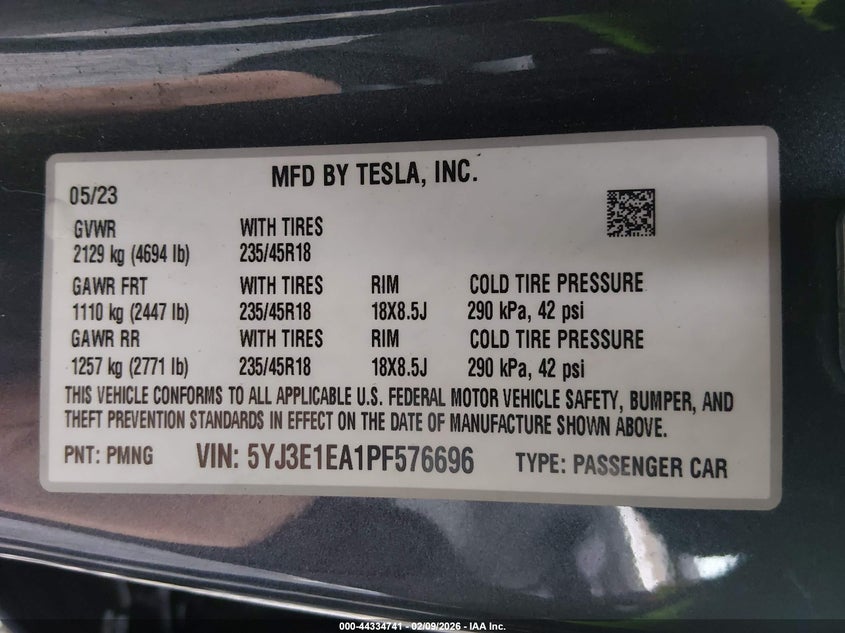 MFD BY TESLA, INC.
05/23
GVWR WITH TIRES
2129 kg (4694 lb) 235/45R18
GAWR FRT WITH TIRES RIM COLD TIRE PRESSURE
1110 kg (2447 lb) 235/45R18 18X8.5J 290 kPa, 42 psi
GAWR RR WITH TIRES RIM COLD TIRE PRESSURE
1257 kg (2771 lb) 235/45R18 18X8.5J 290 kPa, 42 psi
THIS VEHICLE CONFORMS TO ALL APPLICABLE U.S. FEDERAL MOTOR VEHICLE SAFETY, BUMPER, AND
THEFT PREVENTION STANDARDS IN EFFECT ON THE DATE OF MANUFACTURE SHOWN ABOVE.
PNT: PMNG VIN: 5YJ3E1EA1PF576696 TYPE: PASSENGER CAR
000-44334741 - 02/09/2026 - IAA Inc.